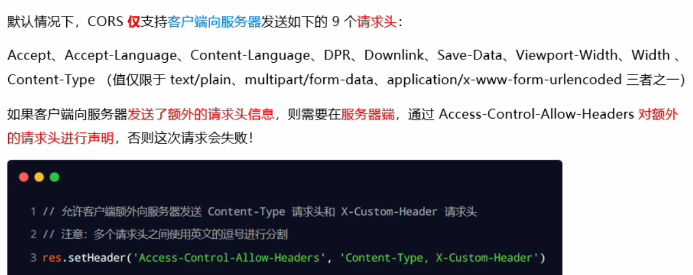 默认情况下，CORS 仅支持客户端向服务器发送如下的 9 个请求头：
Accept、Accept-Language、Content-Language、DPR、Downlink、Save-Data、Viewport-Width、Width 、
Content-Type （值仅限于 text/plain、multipart/form-data、application/x-www-form-urlencoded 三者之一）
如果客户端向服务器发送了额外的请求头信息，则需要在服务器端，通过 Access-Control-Allow-Headers 对额外
的请求头进行声明，否则这次请求会失败！
1 // 允许客户端额外向服务器发送 Content-Type 请求头和 X-Custom-Header 请求头
2 // 注意：多个请求头之间使用英文的逗号进行分割
3 res.setHeader('Access-Control-Allow-Headers', 'Content-Type, X-Custom-Header')